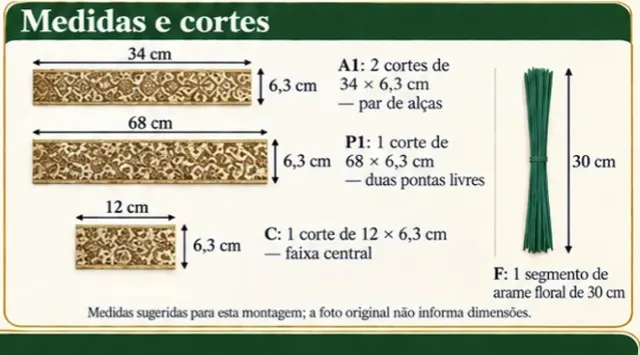 Medidas e cortes
34 cm
6,3 cm
A1: 2 cortes de
34 × 6,3 cm
— par de alças
68 cm
6,3 cm
P1: 1 corte de
68 × 6,3 cm
— duas pontas livres
12 cm
6,3 cm
C: 1 corte de 12 × 6,3 cm
— faixa central
30 cm
F: 1 segmento de
arame floral de 30 cm
Medidas sugeridas para esta montagem; a foto original não informa dimensões.